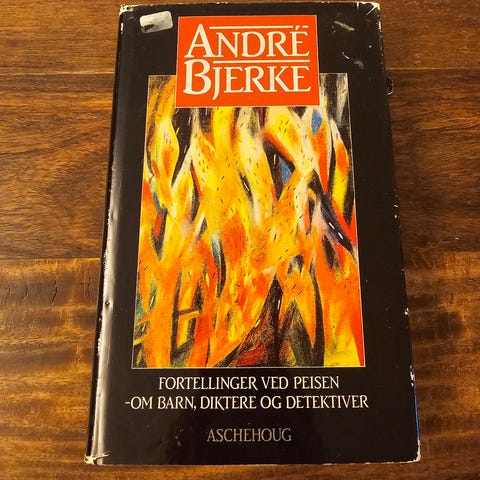 ANDRÉ
BJERKE
FORTELLINGER VED PEISEN
-OM BARN, DIKTERE OG DETEKTIVER
ASCHEHOUG